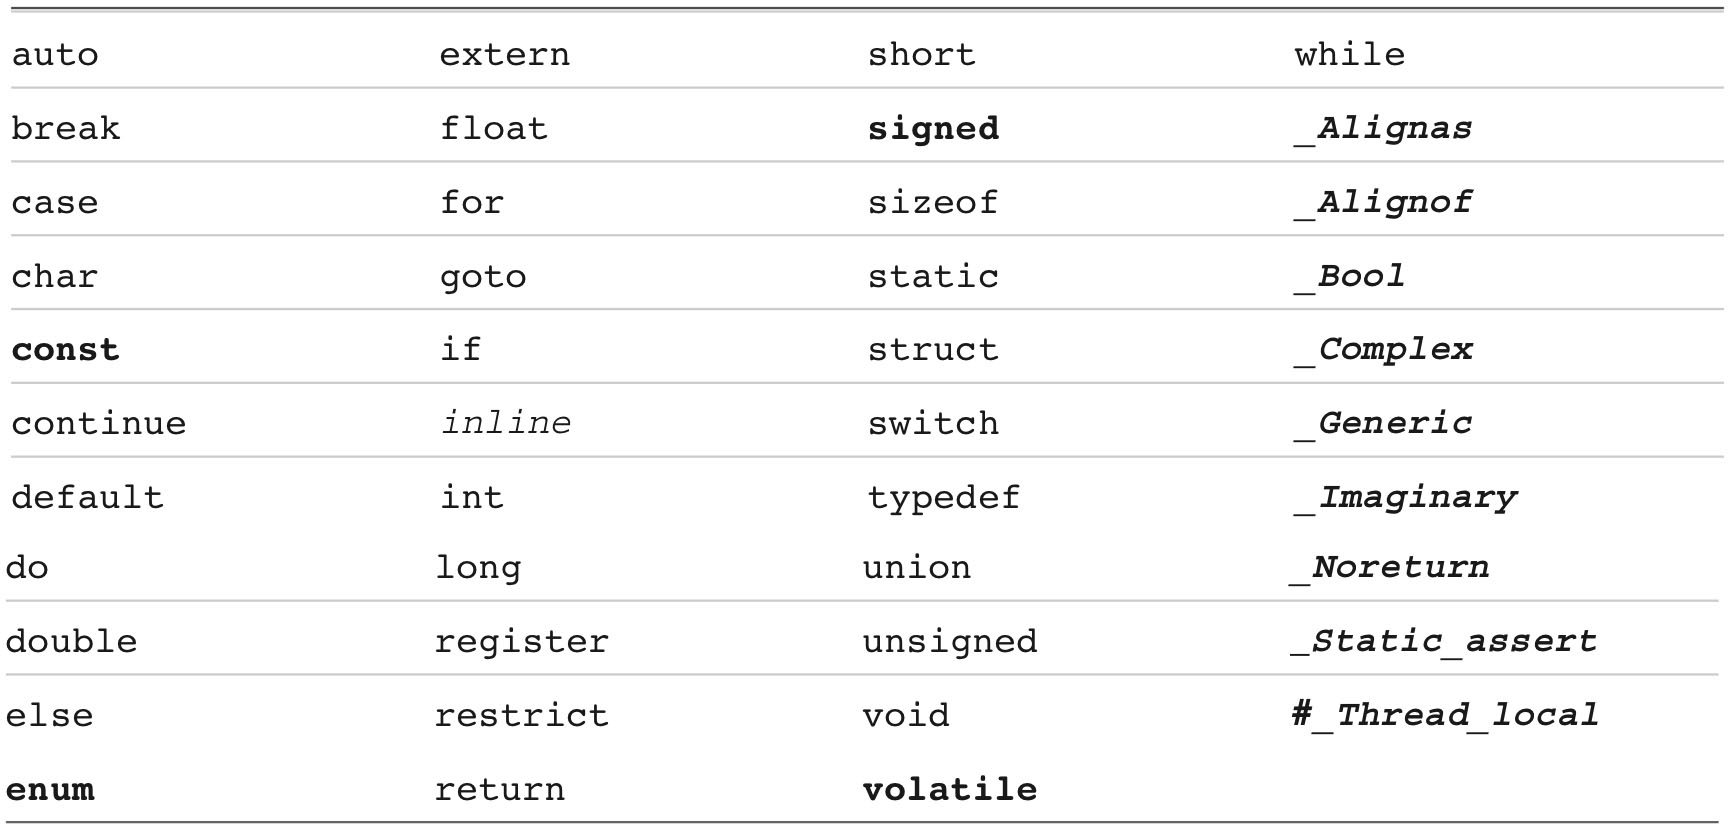 auto extern short while
break float signed _Alignas
case for sizeof _Alignof
char goto static _Bool
const if struct _Complex
continue inline switch _Generic
default int typedef _Imaginary
do long union _Noreturn
double register unsigned _Static_assert
else restrict void #_Thread_local
enum return volatile